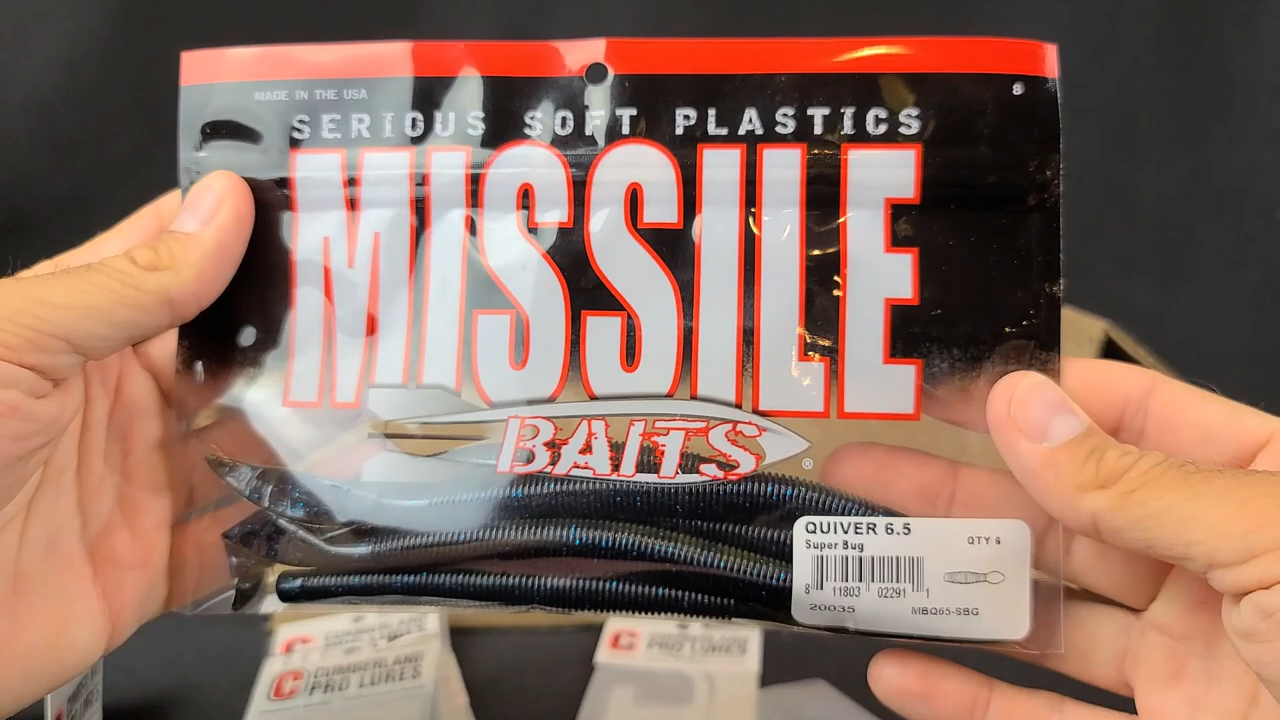 MADE IN THE USA
8
SERIOUS SOFT PLASTICS
MISSILE
BAITS
®
QUIVER 6.5
Super Bug
QTY 6
8 11803 02291 1
20035
MBQ65-SBG
C CUMBERLAND
PRO LURES
C CUMBERLAND
PRO LURES